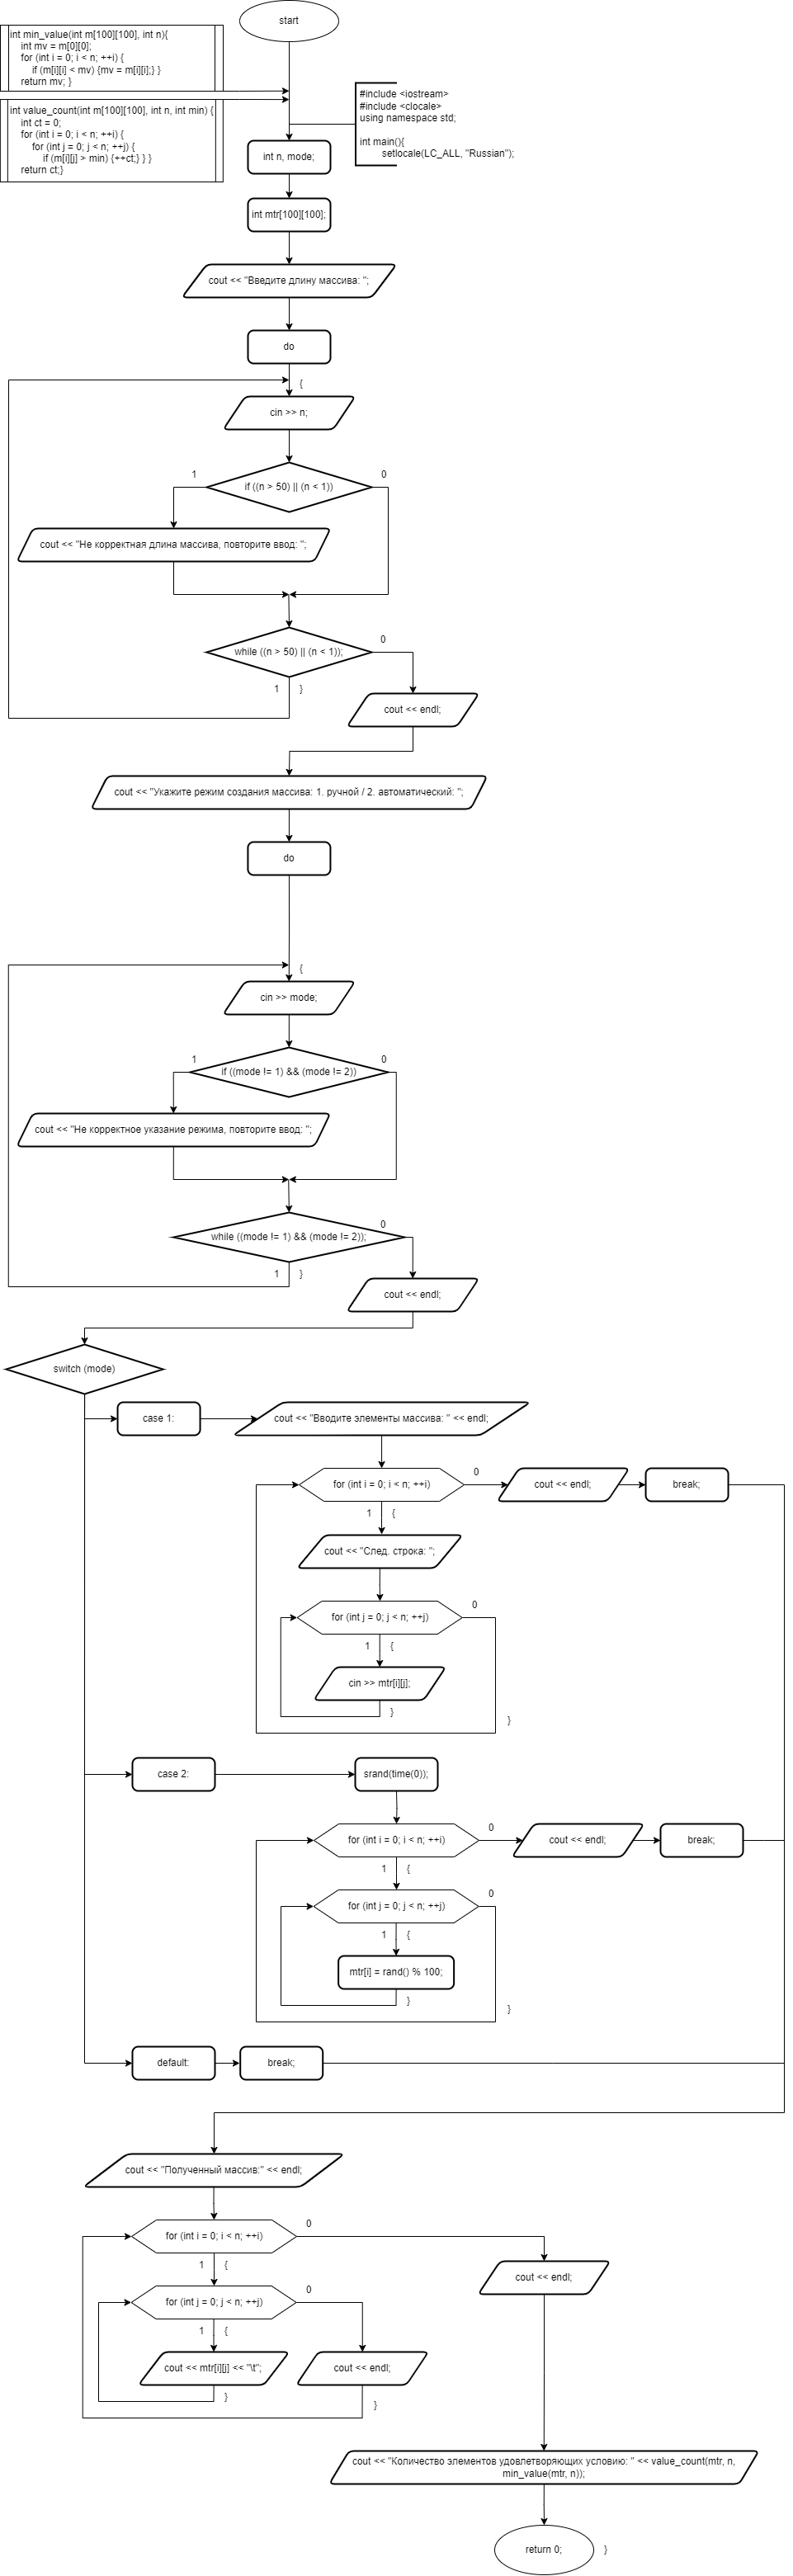 start
int min_value(int m[100][100], int n){
int mv = m[0][0];
for (int i = 0; i < n; ++i) {
if (m[i][i] < mv) {mv = m[i][i];} }
return mv; }
int value_count(int m[100][100], int n, int min) {
int ct = 0;
for (int i = 0; i < n; ++i) {
for (int j = 0; j < n; ++j) {
if (m[i][j] > min) {++ct;} } }
return ct;}
#include <iostream>
#include <clocale>
using namespace std;
int main(){
setlocale(LC_ALL, "Russian");
int n, mode;
int mtr[100][100];
cout << "Введите длину массива: ";
do
{
cin >> n;
1
0
if ((n > 50) || (n < 1))
cout << "Не корректная длина массива, повторите ввод: ";
0
while ((n > 50) || (n < 1));
1
}
cout << endl;
cout << "Укажите режим создания массива: 1. ручной / 2. автоматический: ";
do
{
cin >> mode;
1
0
if ((mode != 1) && (mode != 2))
cout << "Не корректное указание режима, повторите ввод: ";
0
while ((mode != 1) && (mode != 2));
1
}
cout << endl;
switch (mode)
case 1:
cout << "Вводите элементы массива: " << endl;
for (int i = 0; i < n; ++i)
0
cout << endl;
break;
1
{
cout << "След. строка: ";
for (int j = 0; j < n; ++j)
0
1
{
cin >> mtr[i][j];
}
}
case 2:
srand(time(0));
for (int i = 0; i < n; ++i)
0
cout << endl;
break;
1
{
for (int j = 0; j < n; ++j)
0
1
{
mtr[i] = rand() % 100;
}
}
default:
break;
cout << "Полученный массив:" << endl;
for (int i = 0; i < n; ++i)
0
1
{
cout << endl;
for (int j = 0; j < n; ++j)
0
1
{
cout << mtr[i][j] << "\t";
cout << endl;
}
}
cout << "Количество элементов удовлетворяющих условию: " << value_count(mtr, n,
min_value(mtr, n));
return 0;
}